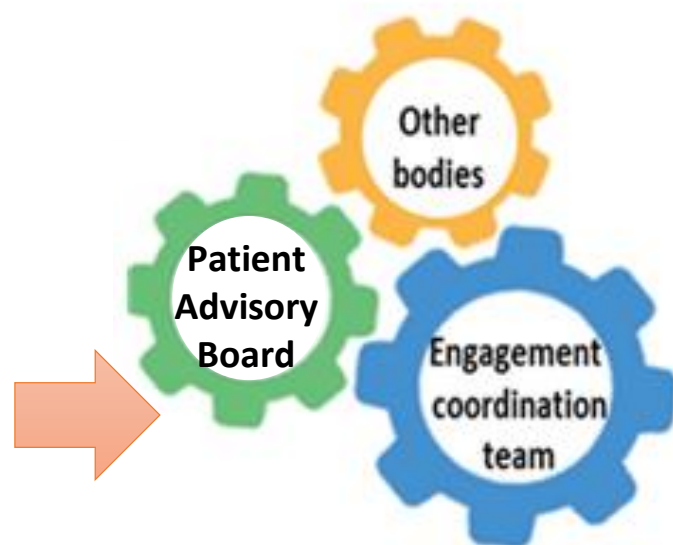 Other
bodies
Patient
Advisory
Board
Engagement
coordination
team